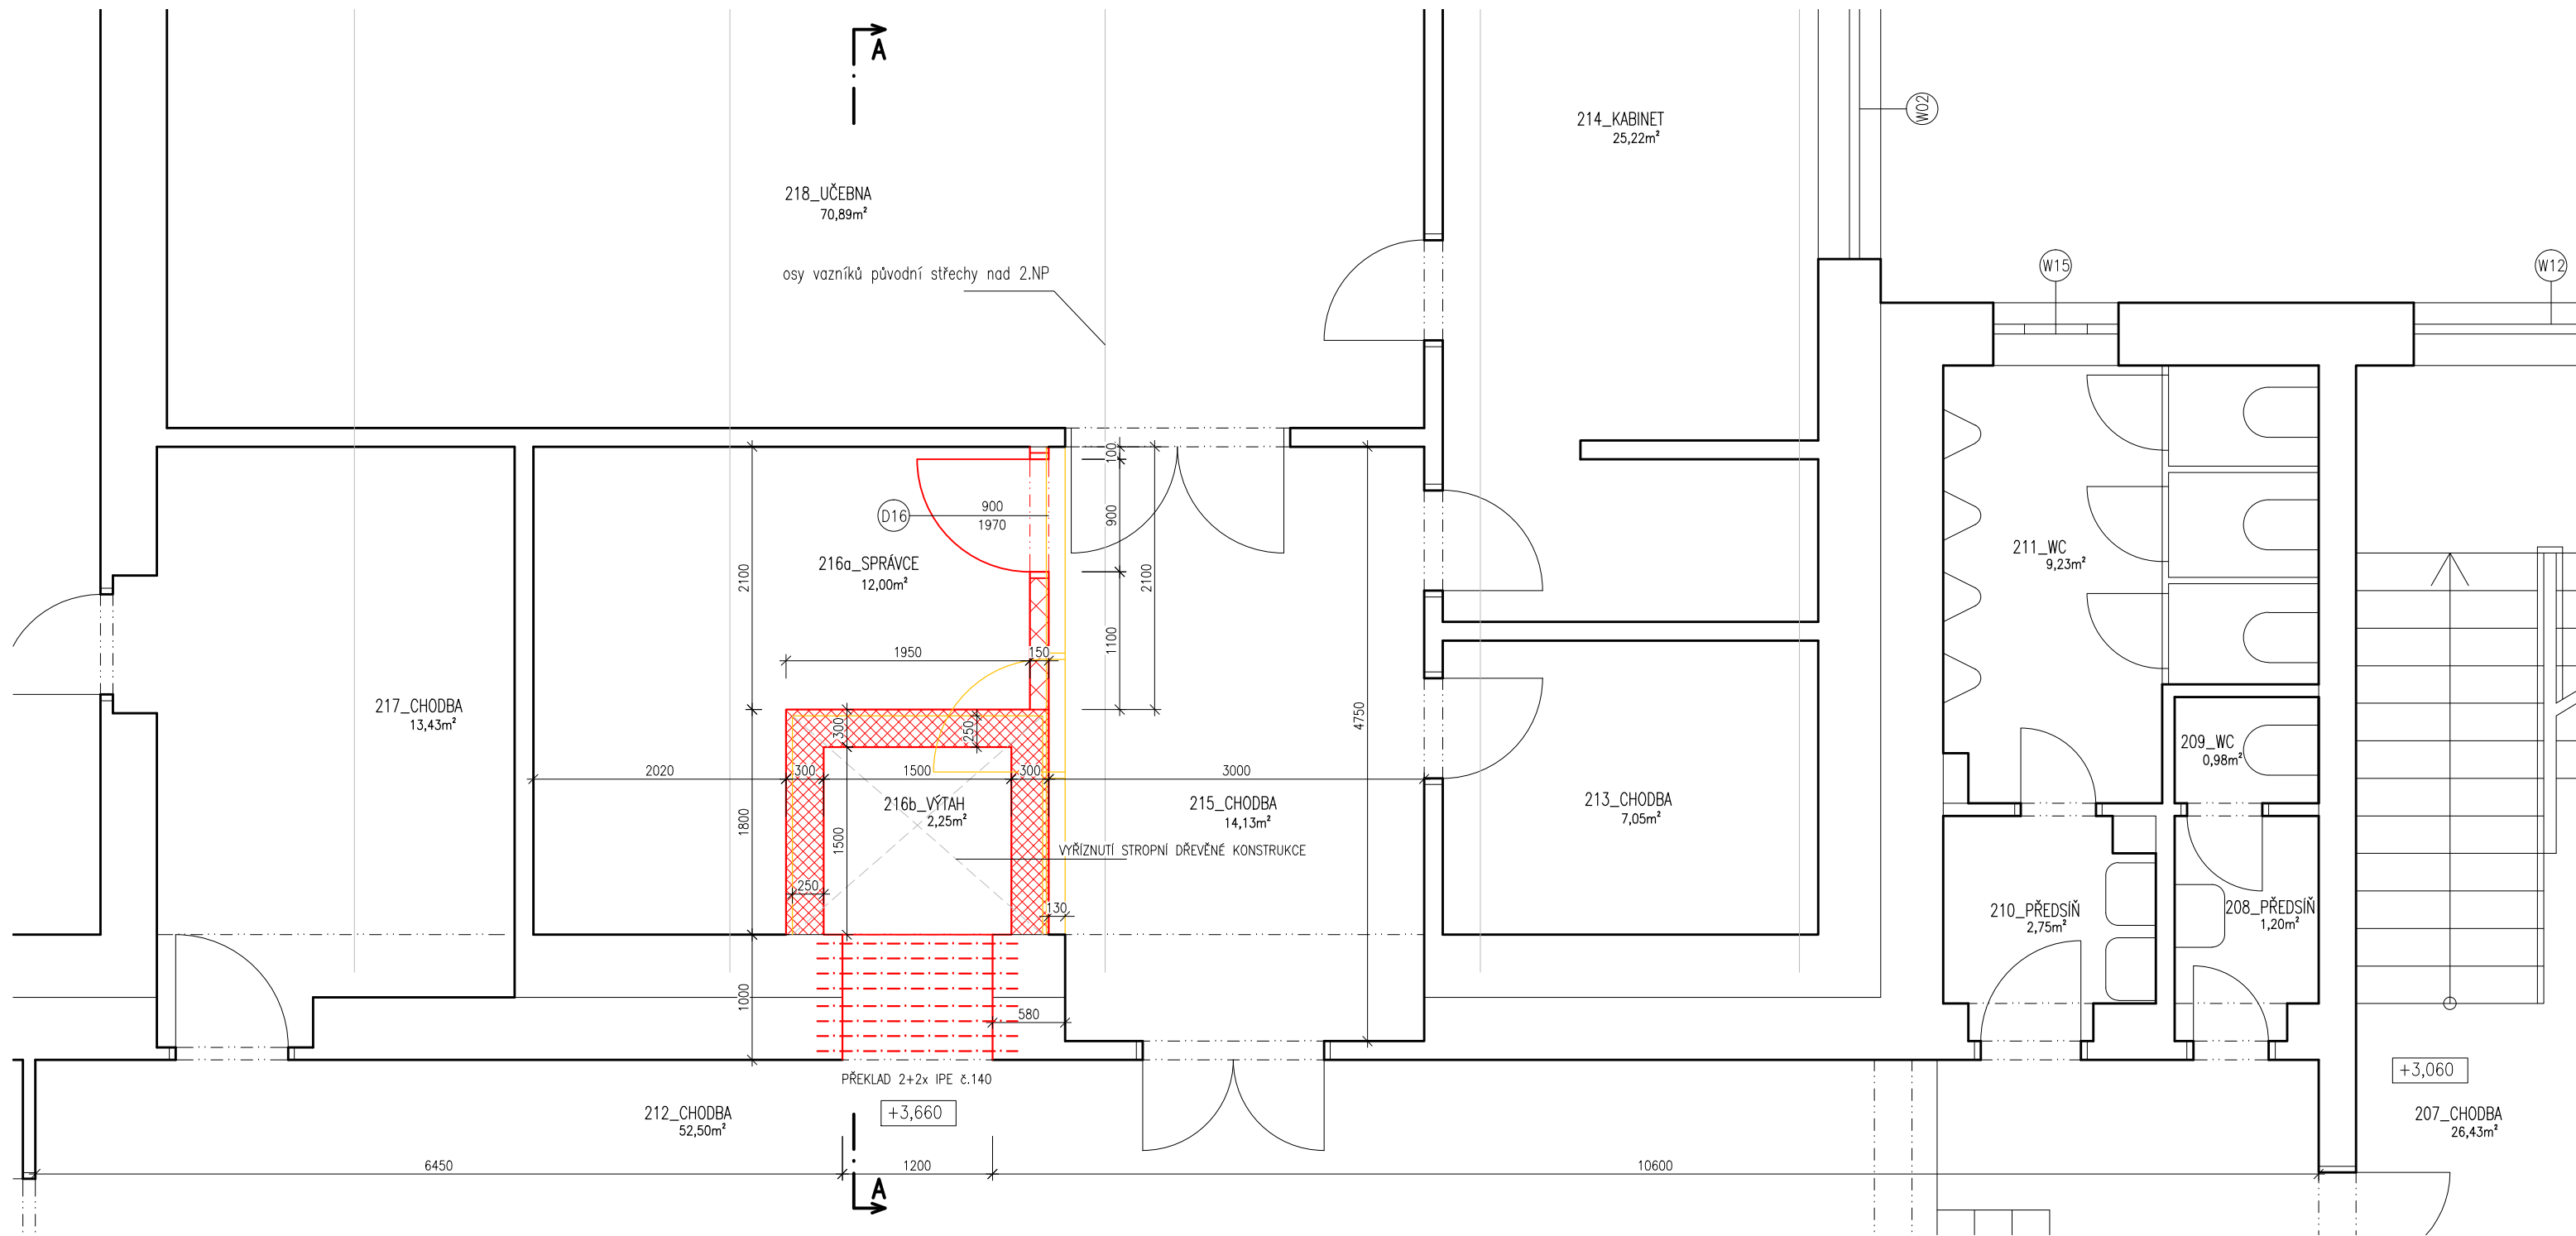 A
W02
214_KABINET
25,22m²
218_UČEBNA
70,89m²
osy vazníků původní střechy nad 2.NP
W15
W12
100
D16
900
1970
900
216a_SPRÁVCE
12,00m²
2100
2100
1100
211_WC
9,23m²
1950
150
217_CHODBA
13,43m²
300
250
4750
209_WC
0,98m²
2020
300
1500
300
3000
216b_VÝTAH
2,25m²
215_CHODBA
14,13m²
213_CHODBA
7,05m²
1800
1500
VYŘÍZNUTÍ STROPNÍ DŘEVĚNÉ KONSTRUKCE
250
130
210_PŘEDSÍŇ
2,75m²
208_PŘEDSÍŇ
1,20m²
1000
580
PŘEKLAD 2+2x IPE č.140
+3,060
212_CHODBA
52,50m²
+3,660
207_CHODBA
26,43m²
6450
1200
10600
A